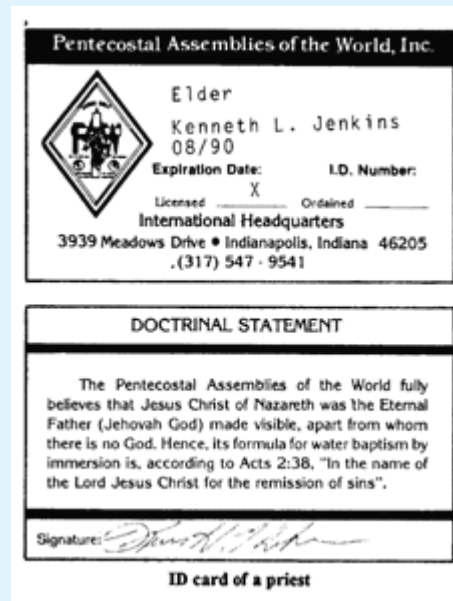 Pentecostal Assemblies of the World, Inc.
Elder
Kenneth L. Jenkins
08/90
Expiration Date: I.D. Number:
X
Licensed ________ Ordained ________
International Headquarters
3939 Meadows Drive • Indianapolis, Indiana 46205
.(317) 547 - 9541
DOCTRINAL STATEMENT
The Pentecostal Assemblies of the World fully
believes that Jesus Christ of Nazareth was the Eternal
Father (Jehovah God) made visible, apart from whom
there is no God. Hence, its formula for water baptism by
immersion is, according to Acts 2:38, "In the name of
the Lord Jesus Christ for the remission of sins".
Signature:
ID card of a priest